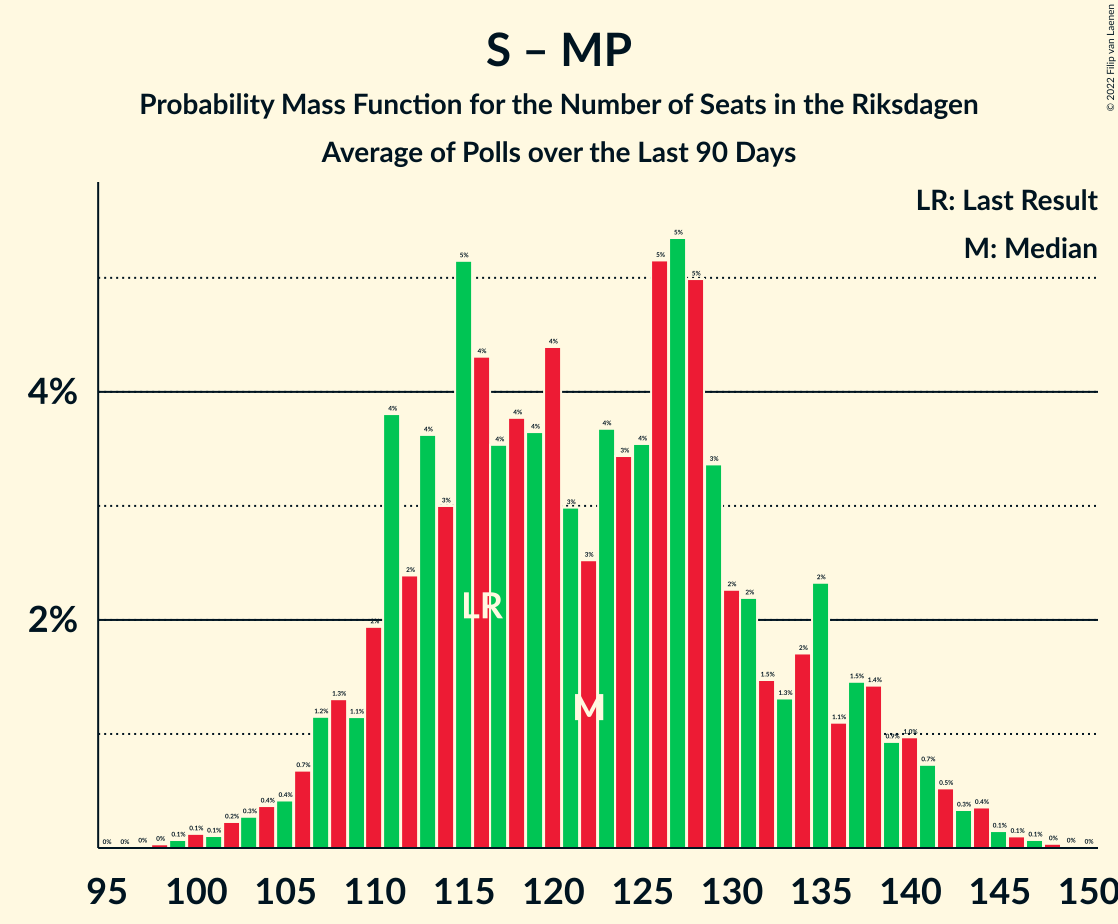 S – MP
Probability Mass Function for the Number of Seats in the Riksdagen
Average of Polls over the Last 90 Days
© 2022 Filip van Laenen
LR: Last Result
M: Median
4%
2%
0% 0% 0% 0% 0.1% 0.1% 0.1% 0.2% 0.3% 0.4% 0.4% 0.7% 1.2% 1.3% 1.1% 2% 4% 2% 4% 3% 5% 4% 4% 4% 4% 4% 3% 3% 4% 3% 4% 5% 5% 5% 3% 2% 2% 1.5% 1.3% 2% 2% 1.1% 1.5% 1.4% 0.9% 1.0% 0.7% 0.5% 0.3% 0.4% 0.1% 0.1% 0.1% 0% 0% 0%
LR
M
95 100 105 110 115 120 125 130 135 140 145 150